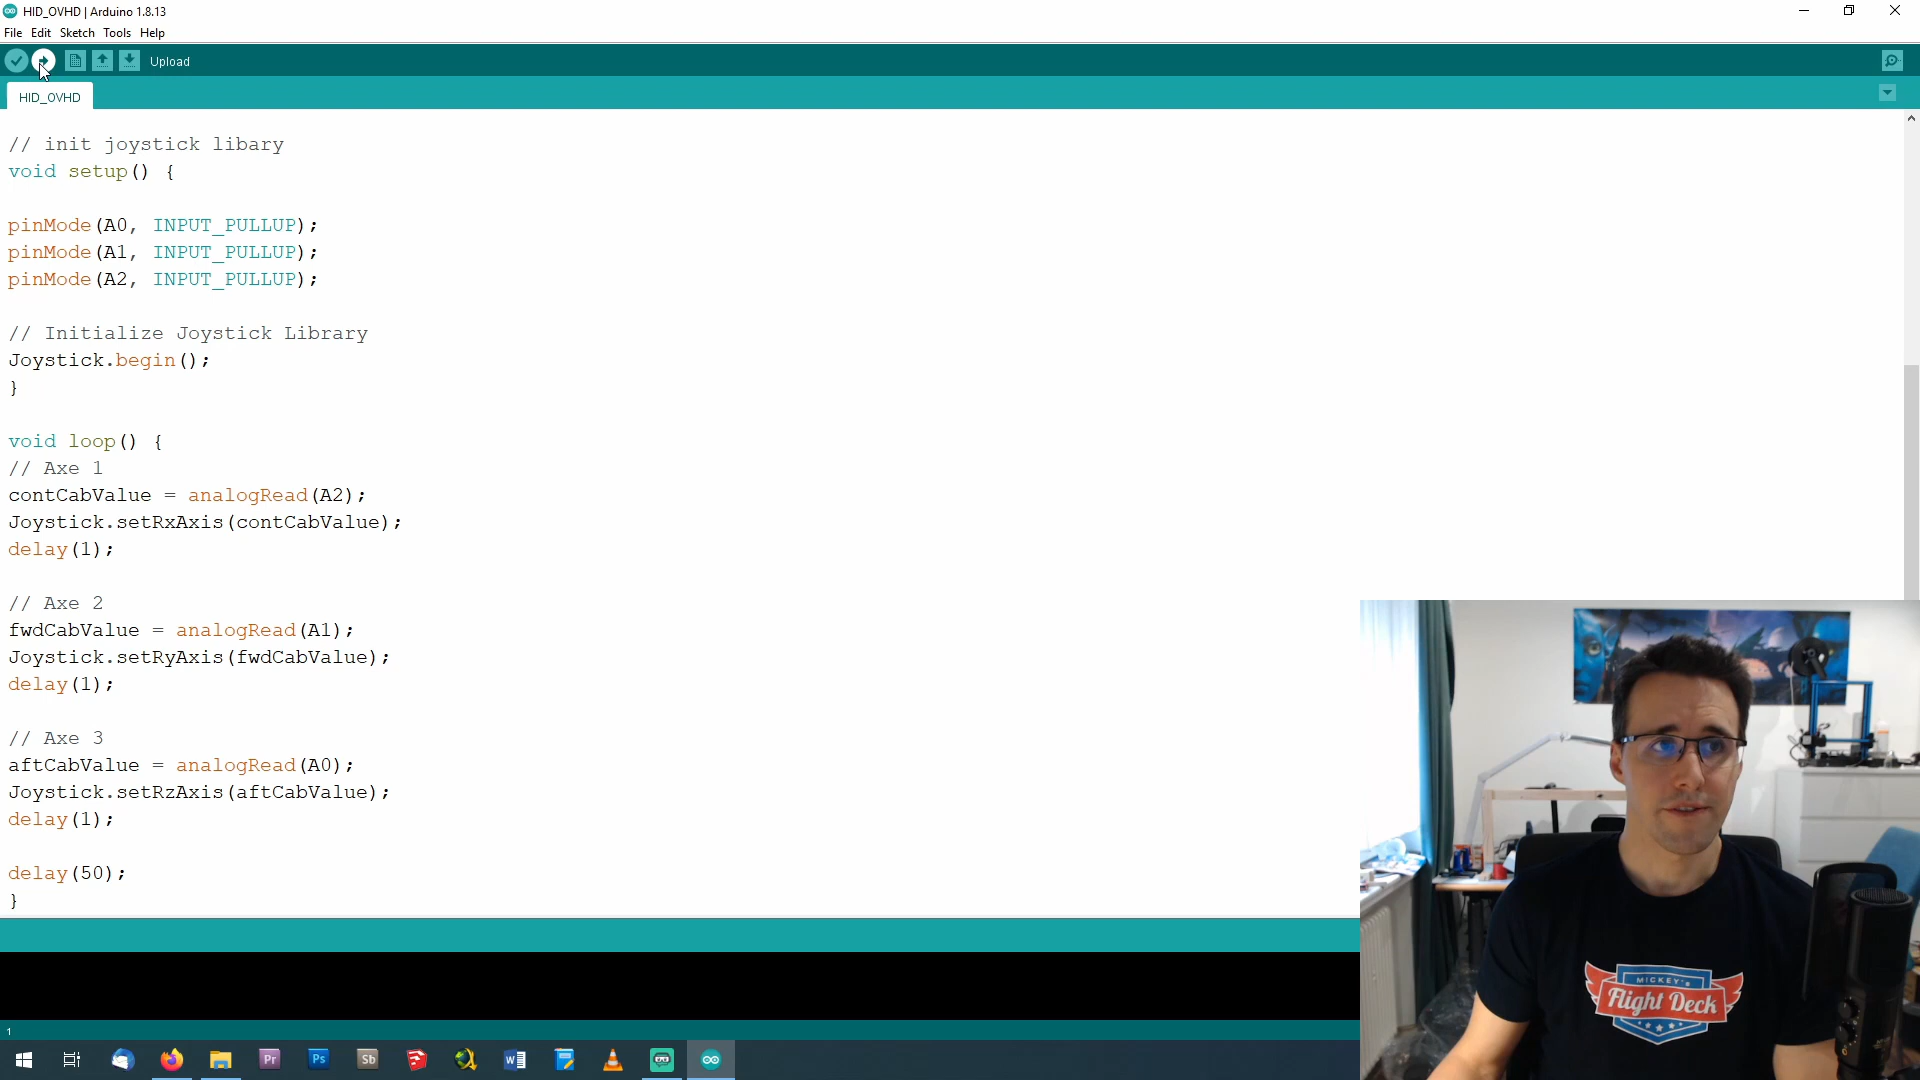 HID_OVHD | Arduino 1.8.13
File Edit Sketch Tools Help
Upload
HID_OVHD
// init joystick libary
void setup() {
pinMode(A0, INPUT_PULLUP);
pinMode(A1, INPUT_PULLUP);
pinMode(A2, INPUT_PULLUP);
// Initialize Joystick Library
Joystick.begin();
}
void loop() {
// Axe 1
contCabValue = analogRead(A2);
Joystick.setRxAxis(contCabValue);
delay(1);
// Axe 2
fwdCabValue = analogRead(A1);
Joystick.setRyAxis(fwdCabValue);
delay(1);
// Axe 3
aftCabValue = analogRead(A0);
Joystick.setRzAxis(aftCabValue);
delay(1);
delay(50);
}
MICKEY's
Flight Deck
1
Pr Ps Sb W